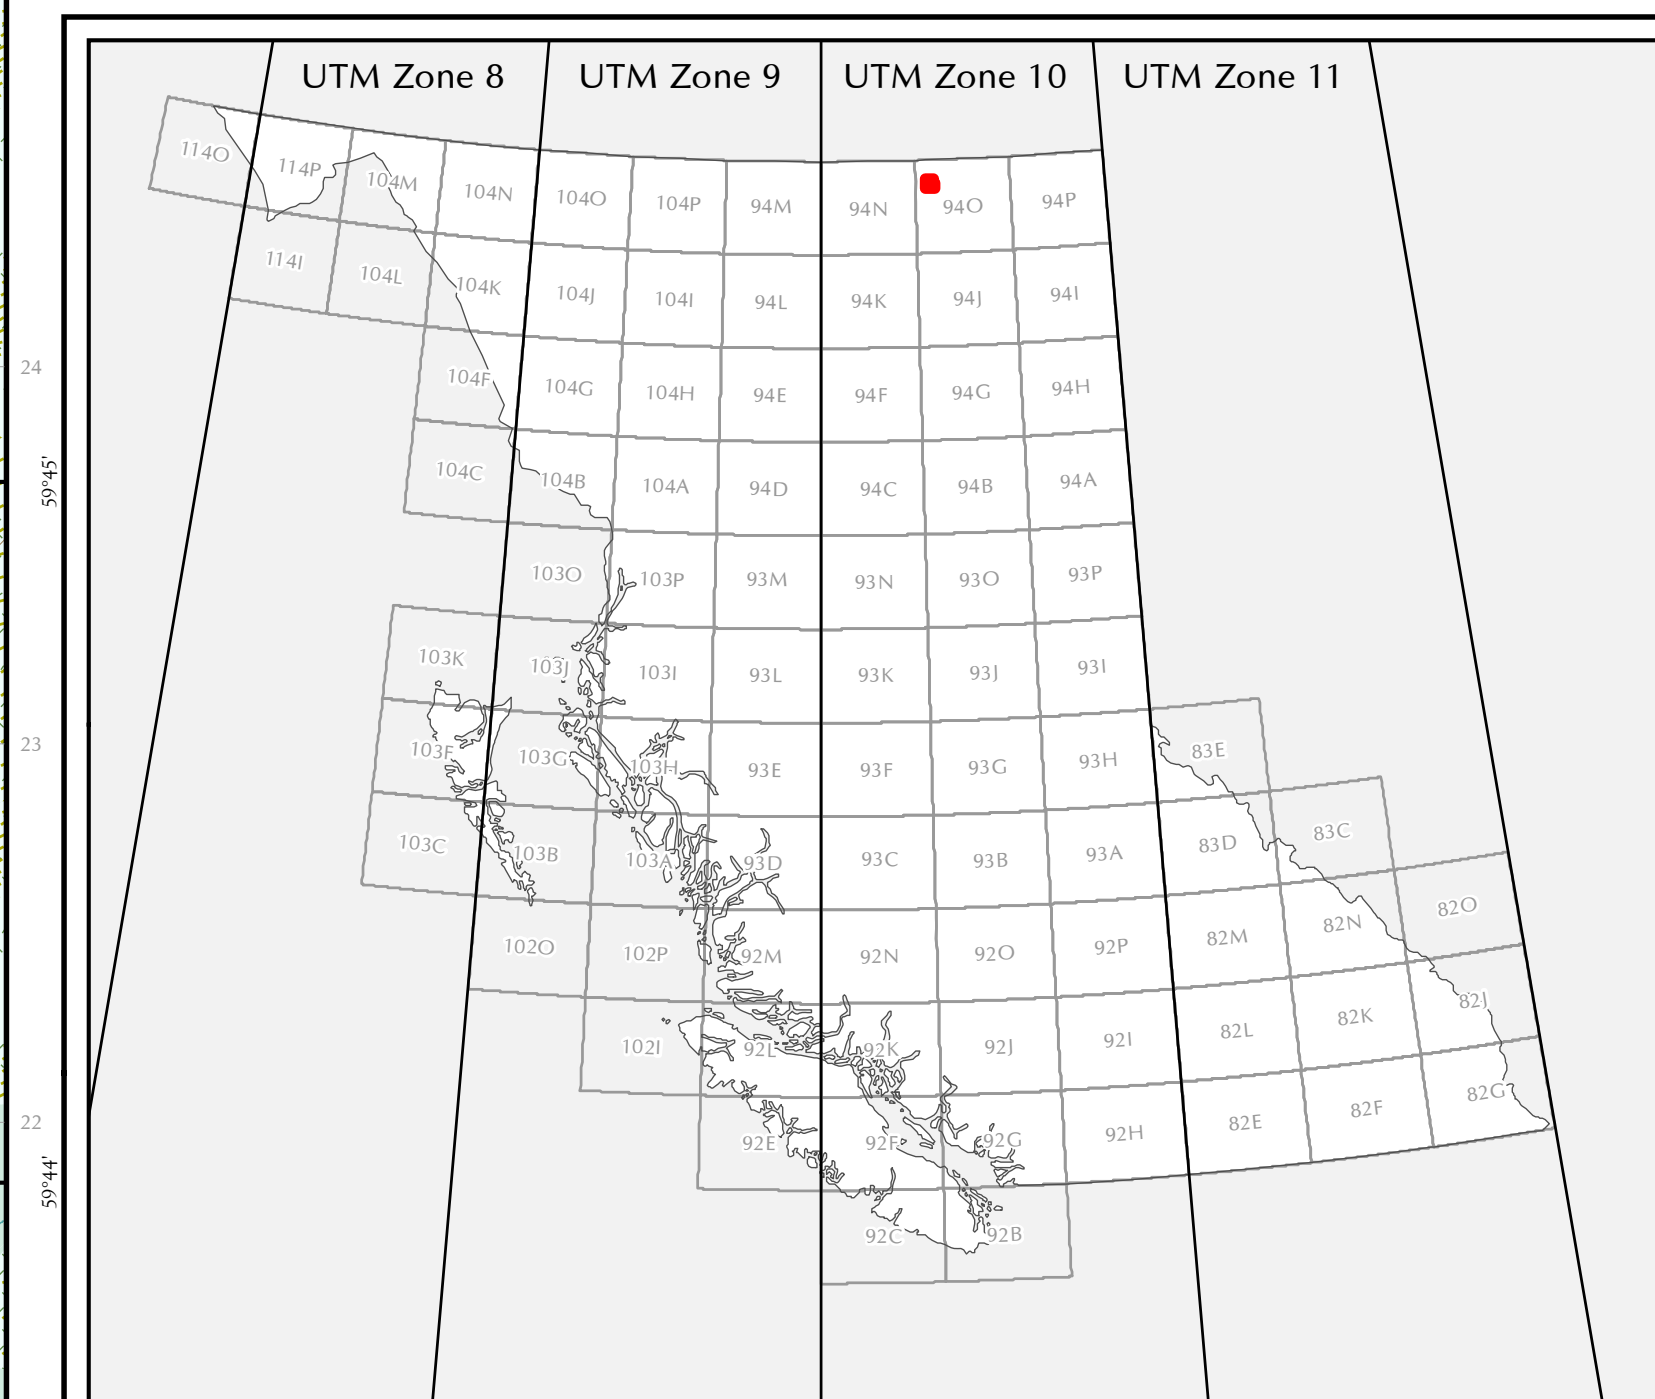 UTM Zone 8 UTM Zone 9 UTM Zone 10 UTM Zone 11
114O 114P 104M 104N 104O 104P 94M 94N 94O 94P
114I 104L 104K 104J 104I 94L 94K 94J 94I
24
104F 104G 104H 94E 94F 94G 94H
59°45'
104C 104B 104A 94D 94C 94B 94A
103O 103P 93M 93N 93O 93P
103K 103J 103I 93L 93K 93J 93I
23
103F 103G 103H 93E 93F 93G 93H 83E
103C 103B 103A 93D 93C 93B 93A 83D 83C
102O 102P 92M 92N 92O 92P 82M 82N 82O
102I 92L 92K 92J 92I 82L 82K 82J
22
59°44'
92E 92F 92G 92H 82E 82F 82G
92C 92B